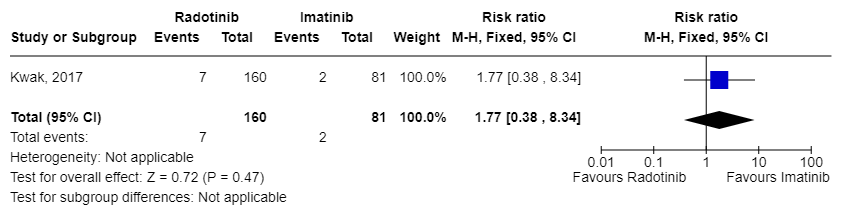 Radotinib Imatinib Risk ratio Risk ratio
Study or Subgroup Events Total Events Total Weight M-H, Fixed, 95% CI M-H, Fixed, 95% CI
Kwak, 2017 7 160 2 81 100.0% 1.77 [0.38 , 8.34]
Total (95% CI) 160 81 100.0% 1.77 [0.38 , 8.34]
Total events: 7 2
Heterogeneity: Not applicable
Test for overall effect: Z = 0.72 (P = 0.47)
Test for subgroup differences: Not applicable
0.01 0.1 1 10 100
Favours Radotinib Favours Imatinib